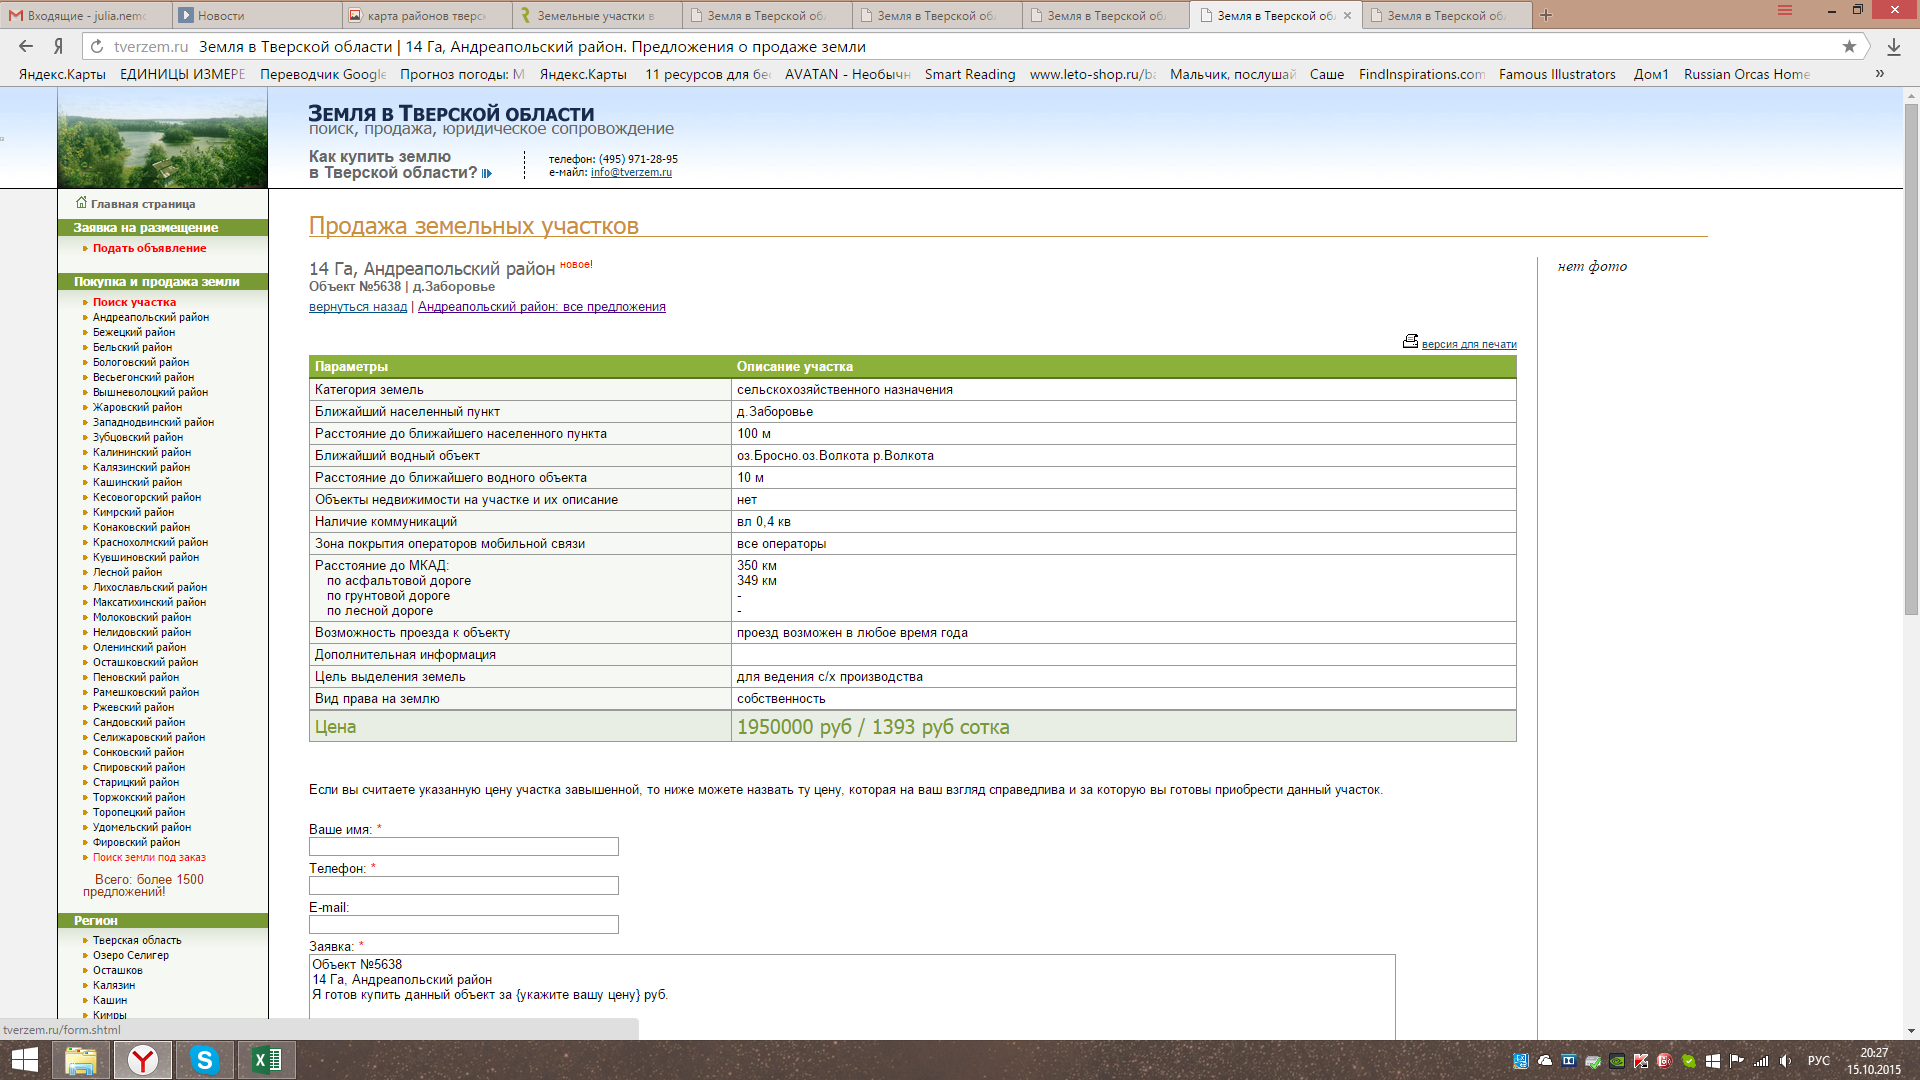 Входящие - julia.nemo
Новости
карта районов тверск
Земельные участки в
Земля в Тверской об
Земля в Тверской об
Земля в Тверской об
Земля в Тверской об
Земля в Тверской об
tverzem.ru Земля в Тверской области | 14 Га, Андреапольский район. Предложения о продаже земли
Яндекс.Карты ЕДИНИЦЫ ИЗМЕРЕ Переводчик Google Прогноз погоды: М Яндекс.Карты 11 ресурсов для бе AVATAN - Необычн Smart Reading www.leto-shop.ru/ba Мальчик, послушай Саше FindInspirations.com Famous Illustrators Дом1 Russian Orcas Home »
ЗЕМЛЯ В ТВЕРСКОЙ ОБЛАСТИ
поиск, продажа, юридическое сопровождение
Как купить землю
в Тверской области?
телефон: (495) 971-28-95
е-майл: info@tverzem.ru
Главная страница
Заявка на размещение
Подать объявление
Покупка и продажа земли
Поиск участка
Андреапольский район
Бежецкий район
Бельский район
Бологовский район
Весьегонский район
Вышневолоцкий район
Жаровский район
Западнодвинский район
Зубцовский район
Калининский район
Калязинский район
Кашинский район
Кесовогорский район
Кимрский район
Конаковский район
Краснохолмский район
Кувшиновский район
Лесной район
Лихославльский район
Максатихинский район
Молоковский район
Нелидовский район
Оленинский район
Осташковский район
Пеновский район
Рамешковский район
Ржевский район
Сандовский район
Селижаровский район
Сонковский район
Спировский район
Старицкий район
Торжокский район
Торопецкий район
Удомельский район
Фировский район
Поиск земли под заказ
Всего: более 1500
предложений!
Регион
Тверская область
Озеро Селигер
Осташков
Калязин
Кашин
Кимры
Продажа земельных участков
14 Га, Андреапольский район новое!
Объект №5638 | д.Заборовье
вернуться назад | Андреапольский район: все предложения
нет фото
версия для печати
Параметры Описание участка
Категория земель сельскохозяйственного назначения
Ближайший населенный пункт д.Заборовье
Расстояние до ближайшего населенного пункта 100 м
Ближайший водный объект оз.Бросно.оз.Волкота р.Волкота
Расстояние до ближайшего водного объекта 10 м
Объекты недвижимости на участке и их описание нет
Наличие коммуникаций вл 0,4 кв
Зона покрытия операторов мобильной связи все операторы
Расстояние до МКАД: 350 км
по асфальтовой дороге 349 км
по грунтовой дороге -
по лесной дороге -
Возможность проезда к объекту проезд возможен в любое время года
Дополнительная информация
Цель выделения земель для ведения с/х производства
Вид права на землю собственность
Цена 1950000 руб / 1393 руб сотка
Если вы считаете указанную цену участка завышенной, то ниже можете назвать ту цену, которая на ваш взгляд справедлива и за которую вы готовы приобрести данный участок.
Ваше имя: *
Телефон: *
E-mail:
Заявка: *
Объект №5638
14 Га, Андреапольский район
Я готов купить данный объект за {укажите вашу цену} руб.
tverzem.ru/form.shtml
РУС
20:27
15.10.2015